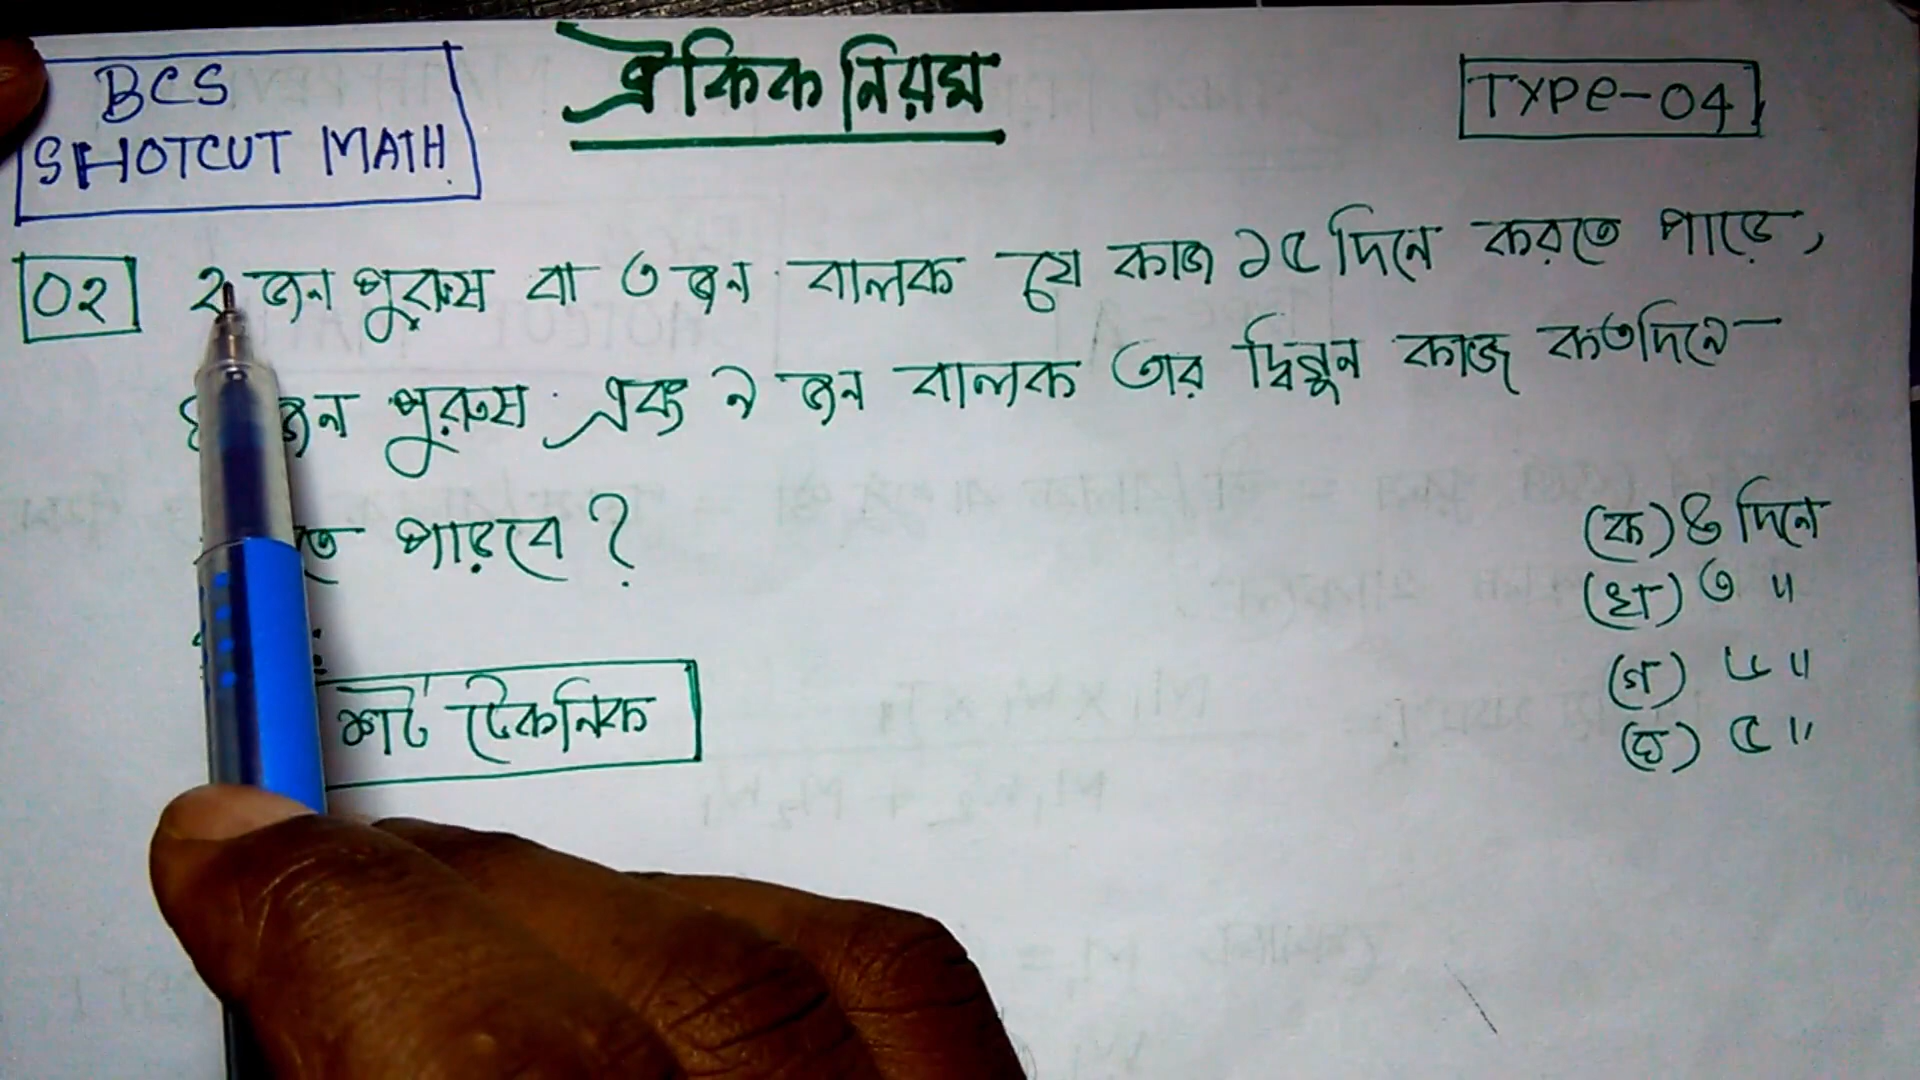 BCS
SHOTCUT MATH
ঐকিক নিয়ম
TYPE-04
০২ ২ জন পুরুষ বা ৩ জন বালক যে কাজ ১৫ দিনে করতে পাড়ে,
জন পুরুষ এবং ৯ জন বালক তার দ্বিগুন কাজ কতদিনে-
পারবে?
শর্ট টেকনিক
(ক) ৪ দিনে
(খ) ৩ "
(গ) ৬ "
(ঘ) ৫ "